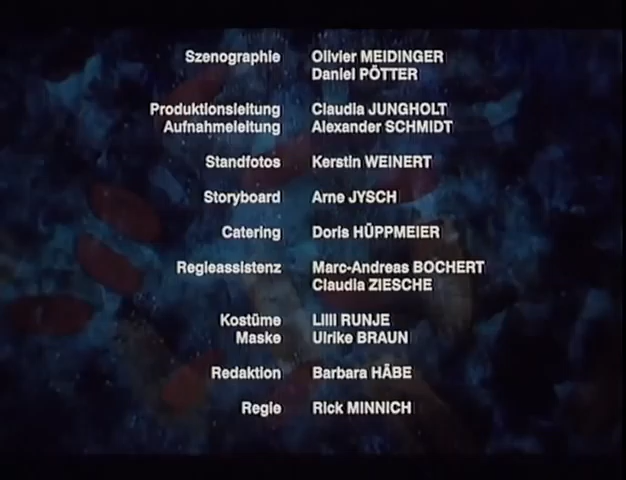 Szenographie Olivier MEIDINGER
Daniel PÖTTER
Produktionsleitung Claudia JUNGHOLT
Aufnahmeleitung Alexander SCHMIDT
Standfotos Kerstin WEINERT
Storyboard Arne JYSCH
Catering Doris HÜPPMEIER
Regieassistenz Marc-Andreas BOCHERT
Claudia ZIESCHE
Kostüme Lilli RUNJE
Maske Ulrike BRAUN
Redaktion Barbara HÄBE
Regie Rick MINNICH